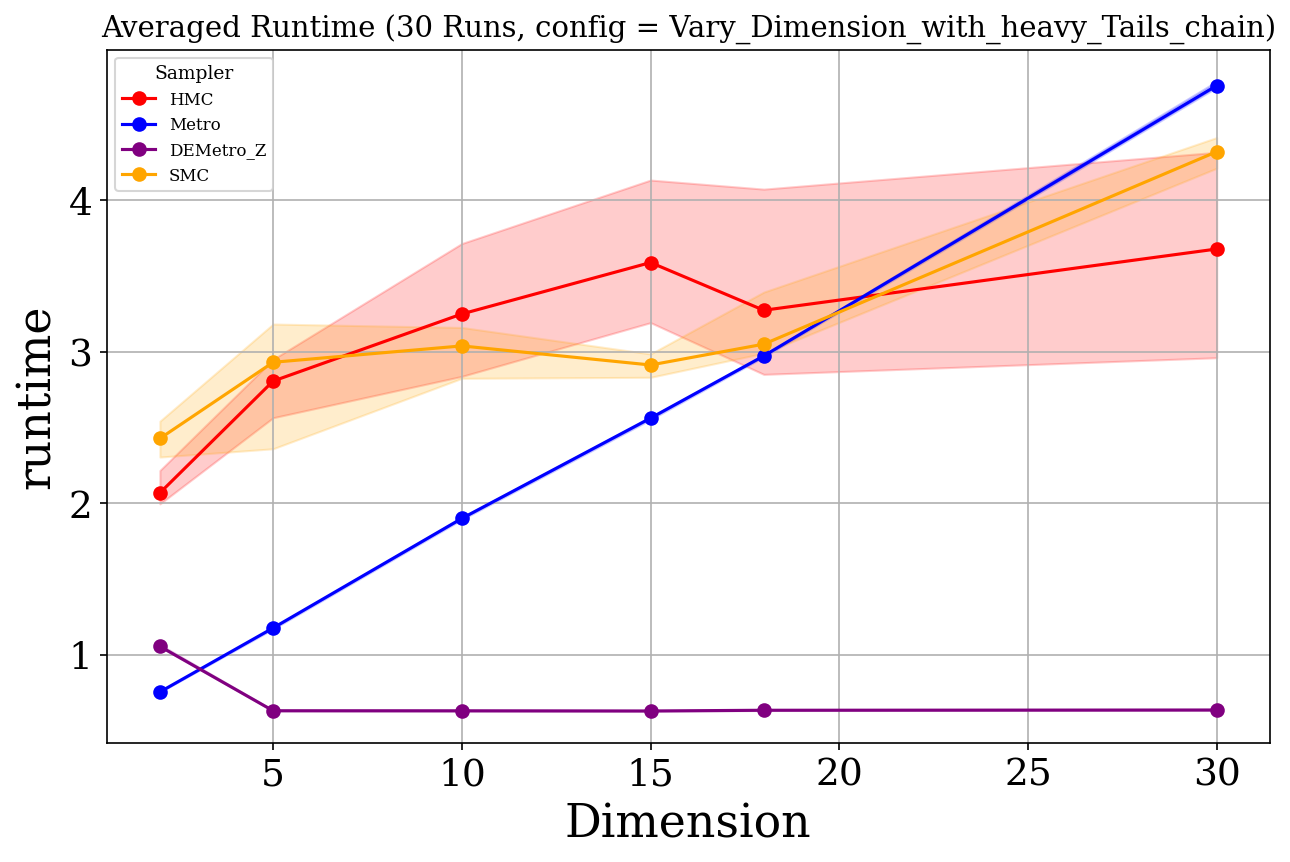 Averaged Runtime (30 Runs, config = Vary_Dimension_with_heavy_Tails_chain)
Sampler
HMC
Metro
DEMetro_Z
SMC
runtime
4
3
2
1
5 10 15 20 25 30
Dimension